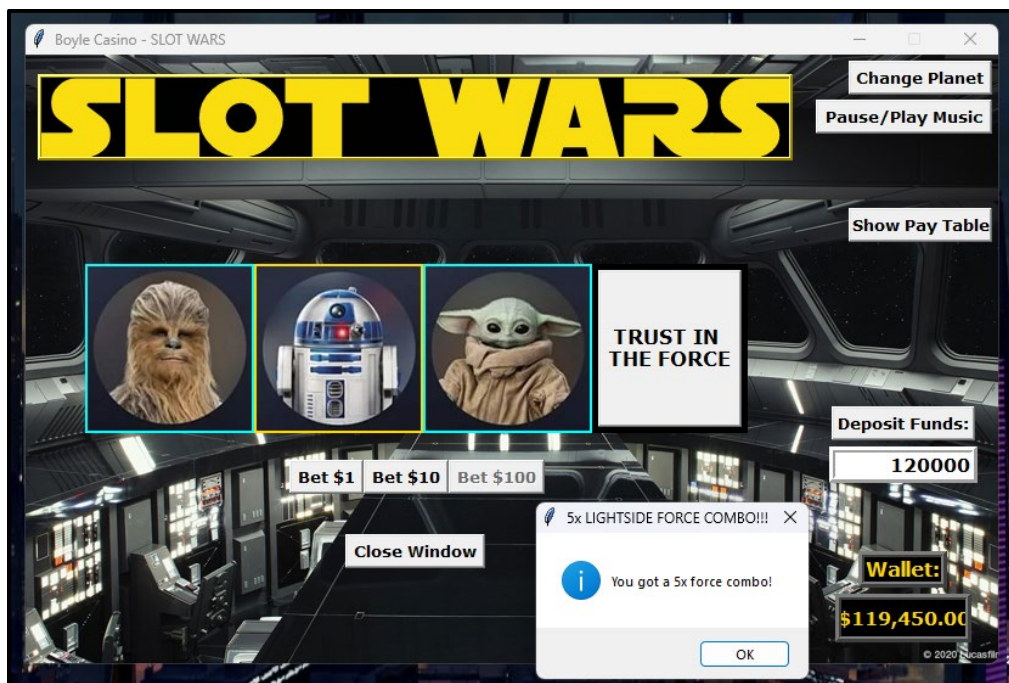 Boyle Casino - SLOT WARS
SLOT WARS
Change Planet
Pause/Play Music
Show Pay Table
TRUST IN
THE FORCE
Deposit Funds:
120000
Bet $1 Bet $10 Bet $100
5x LIGHTSIDE FORCE COMBO!!!
Close Window
You got a 5x force combo!
Wallet:
$119,450.00
OK
© 2020 Lucasfilm